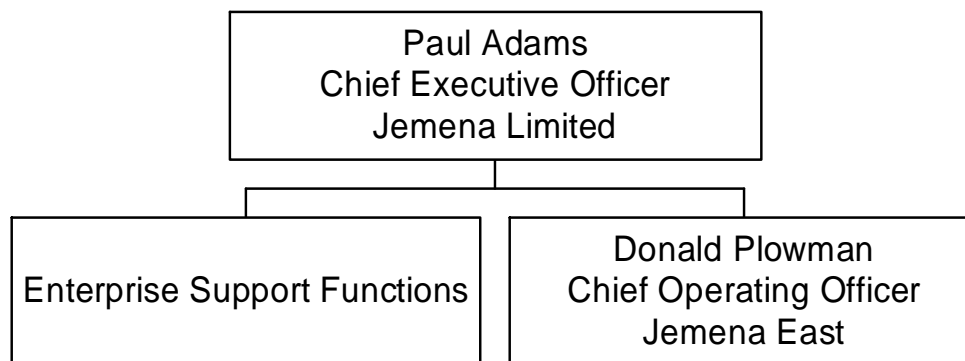 Paul Adams
Chief Executive Officer
Jemena Limited
Enterprise Support Functions
Donald Plowman
Chief Operating Officer
Jemena East